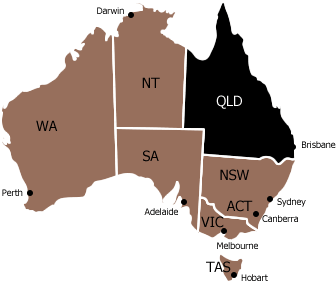 Darwin
NT
QLD
WA
Brisbane
SA
NSW
Perth
ACT
Sydney
Adelaide
Canberra
VIC
Melbourne
TAS
Hobart